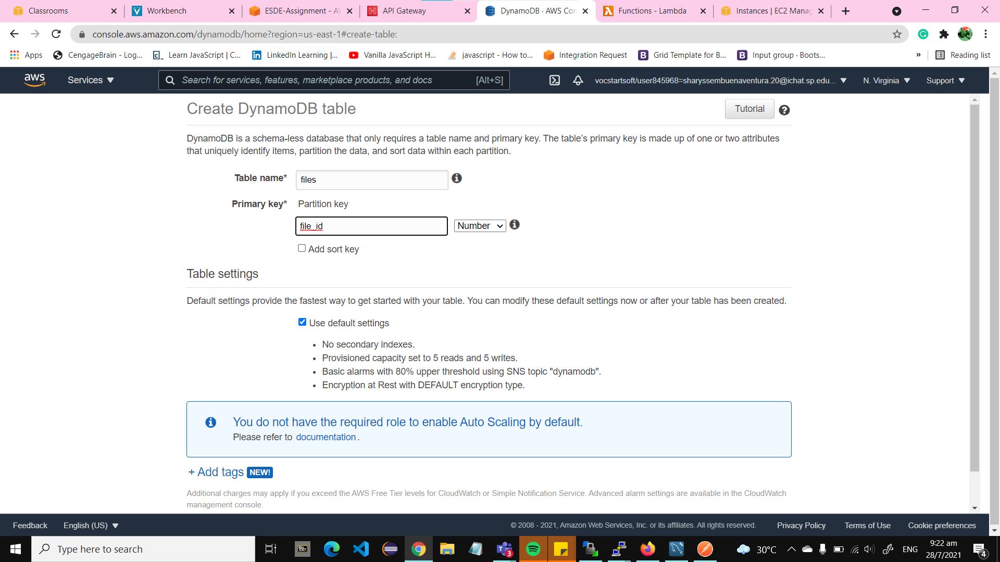 Classrooms
Workbench
ESDE-Assignment - A
API Gateway
DynamoDB · AWS Con
Functions - Lambda
Instances | EC2 Manag
console.aws.amazon.com/dynamodb/home?region=us-east-1#create-table:
Apps
CengageBrain - Log...
Learn JavaScript | C...
LinkedIn Learning |...
Vanilla JavaScript H...
javascript - How to...
Integration Request
Grid Template for B...
Input group · Boots...
»
Reading list
aws
Services
Search for services, features, marketplace products, and docs
[Alt+S]
vocstartsoft/user845968=sharyssembuenaventura.20@ichat.sp.edu...
N. Virginia
Support
Create DynamoDB table
Tutorial
DynamoDB is a schema-less database that only requires a table name and primary key. The table’s primary key is made up of one or two attributes
that uniquely identify items, partition the data, and sort data within each partition.
Table name*
files
Primary key*
Partition key
file_id
Number
Add sort key
Table settings
Default settings provide the fastest way to get started with your table. You can modify these default settings now or after your table has been created.
Use default settings
• No secondary indexes.
• Provisioned capacity set to 5 reads and 5 writes.
• Basic alarms with 80% upper threshold using SNS topic "dynamodb".
• Encryption at Rest with DEFAULT encryption type.
You do not have the required role to enable Auto Scaling by default.
Please refer to documentation.
+ Add tags NEW!
Additional charges may apply if you exceed the AWS Free Tier levels for CloudWatch or Simple Notification Service. Advanced alarm settings are available in the CloudWatch
management console.
Feedback
English (US)
© 2008 - 2021, Amazon Web Services, Inc. or its affiliates. All rights reserved.
Privacy Policy
Terms of Use
Cookie preferences
Type here to search
Bb
3
30°C
ENG
9:22 am
28/7/2021
4